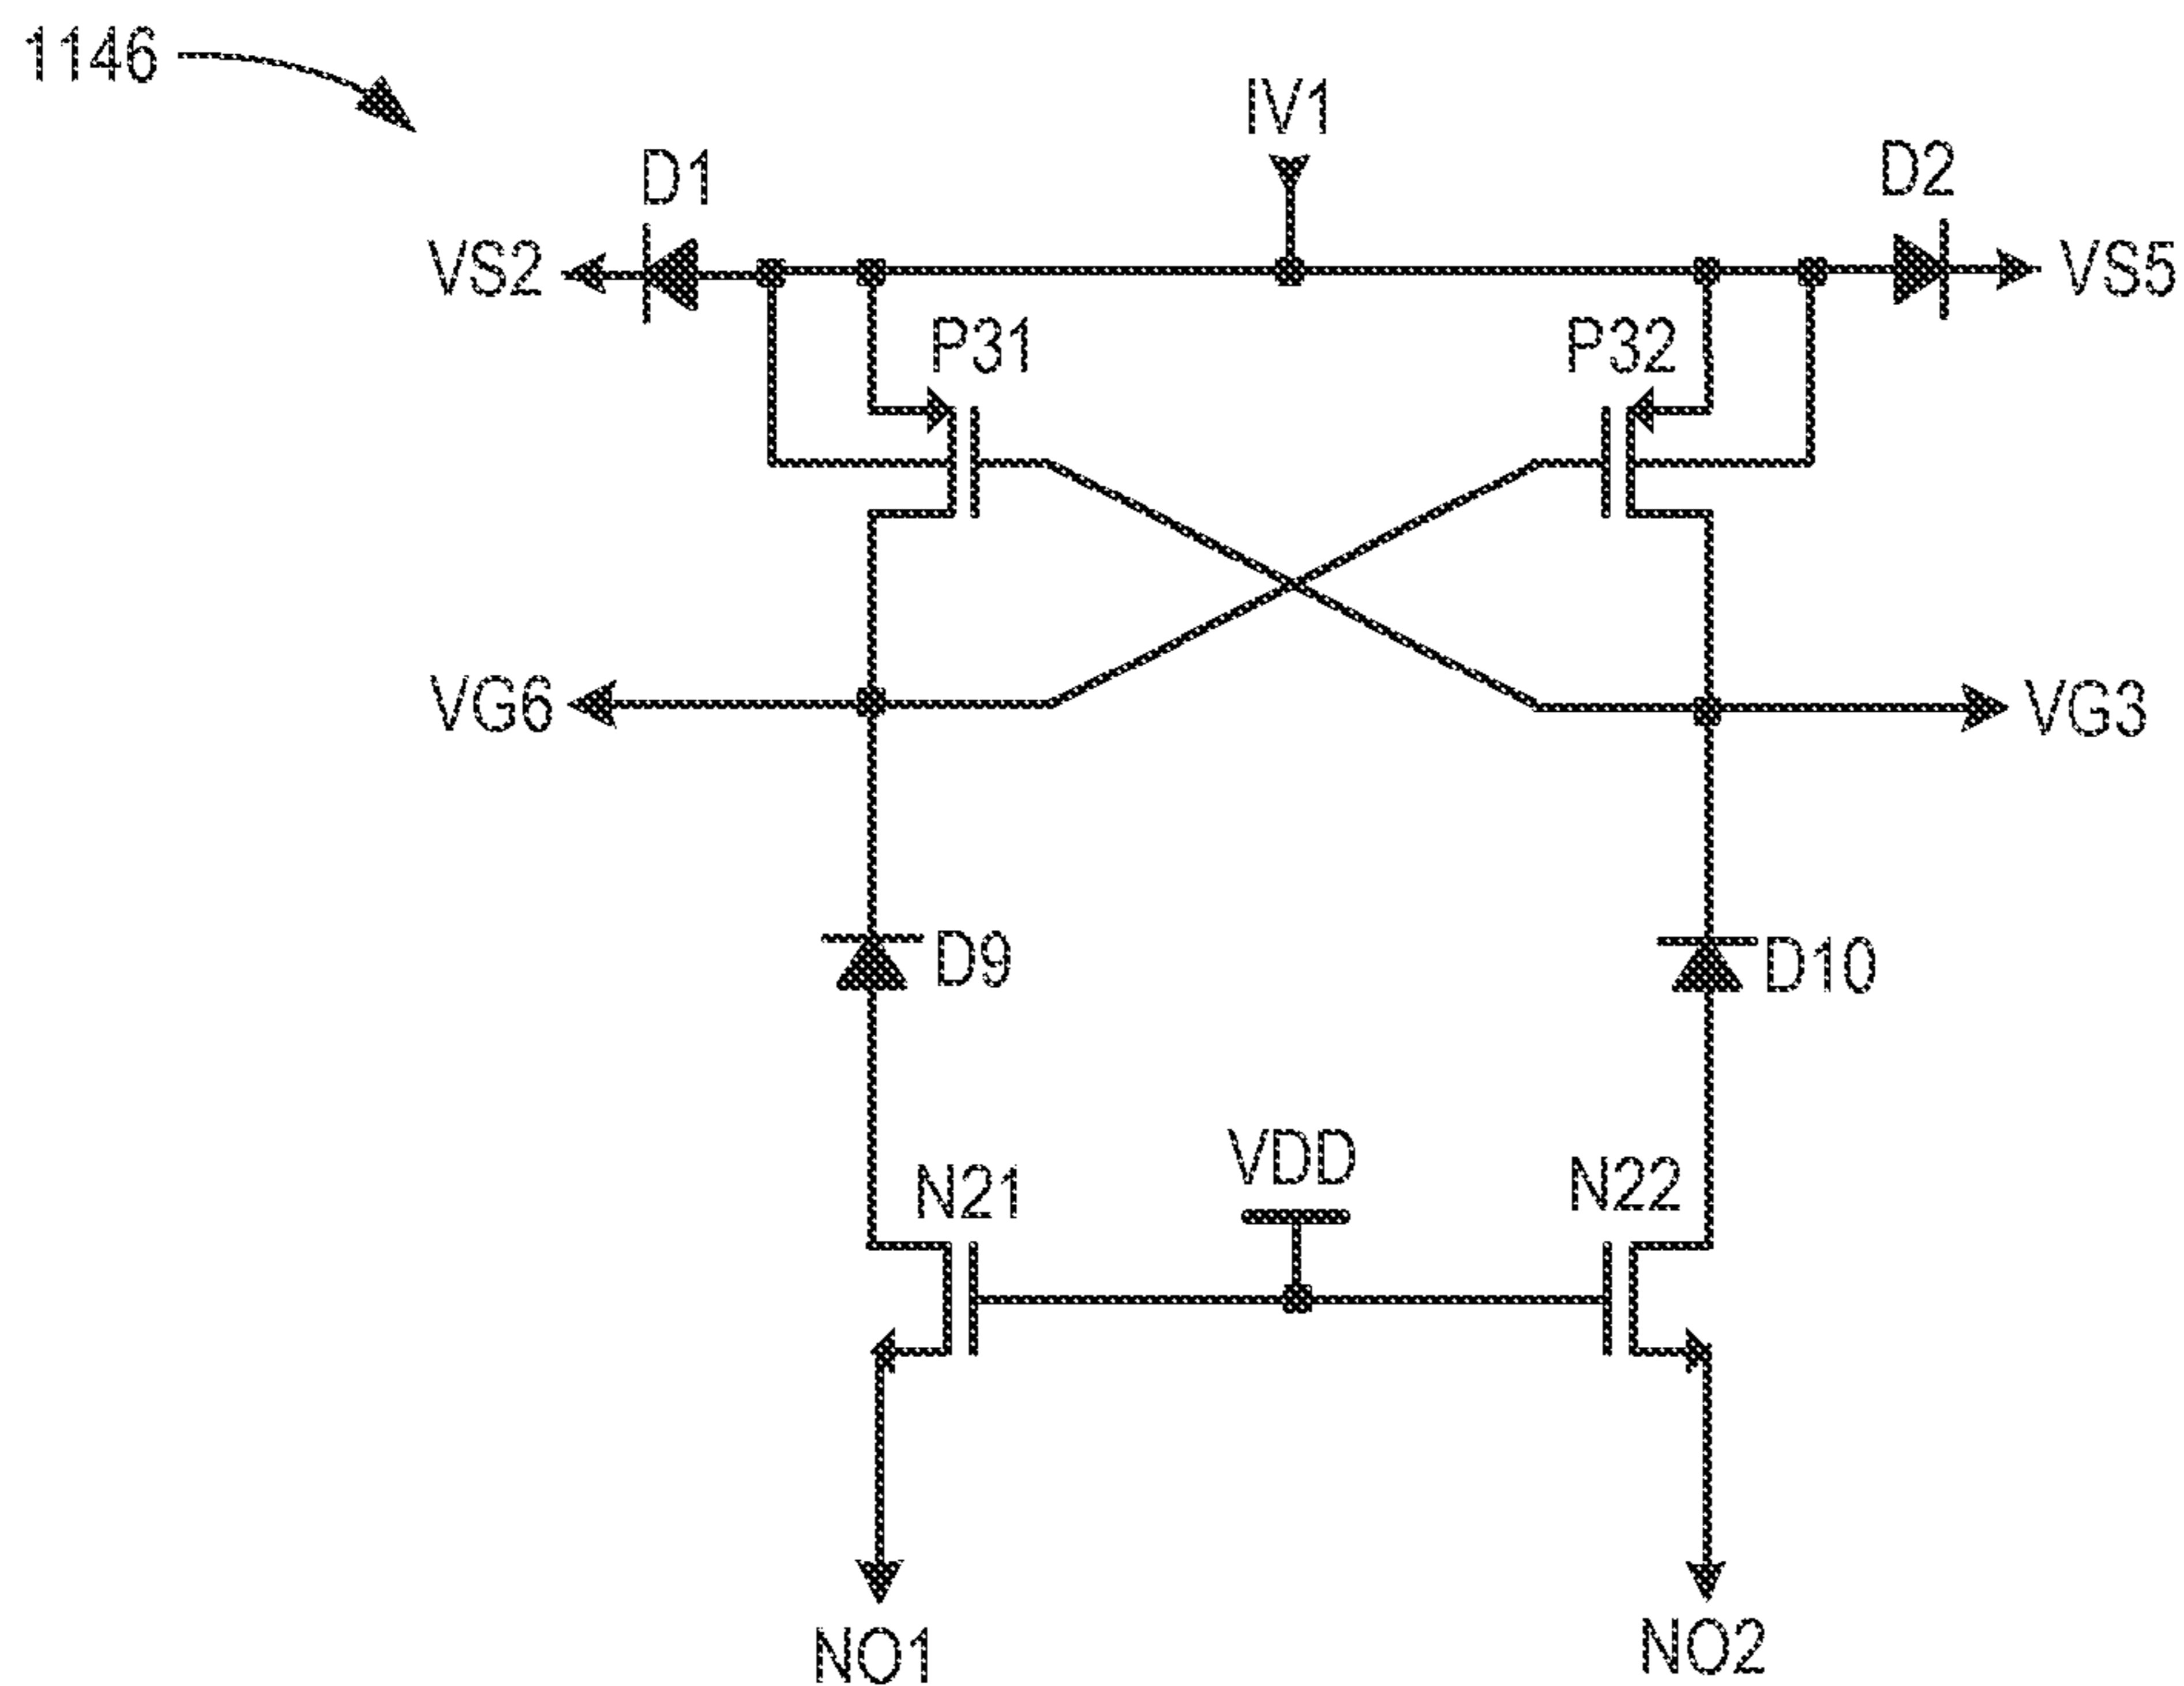 1146
IV1
D1
D2
VS2
VS5
P31
P32
VG6
VG3
D9
D10
VDD
N21
N22
NO1
NO2